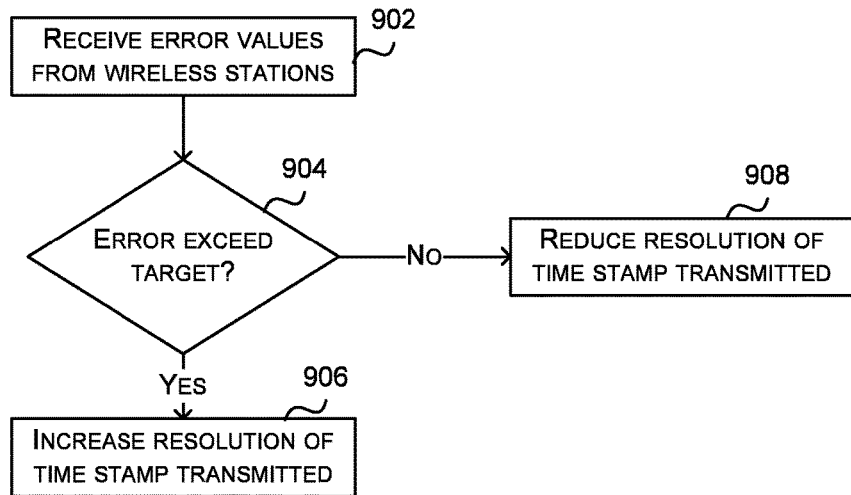 RECEIVE ERROR VALUES
FROM WIRELESS STATIONS
902
904
ERROR EXCEED
TARGET?
NO
908
REDUCE RESOLUTION OF
TIME STAMP TRANSMITTED
YES
906
INCREASE RESOLUTION OF
TIME STAMP TRANSMITTED